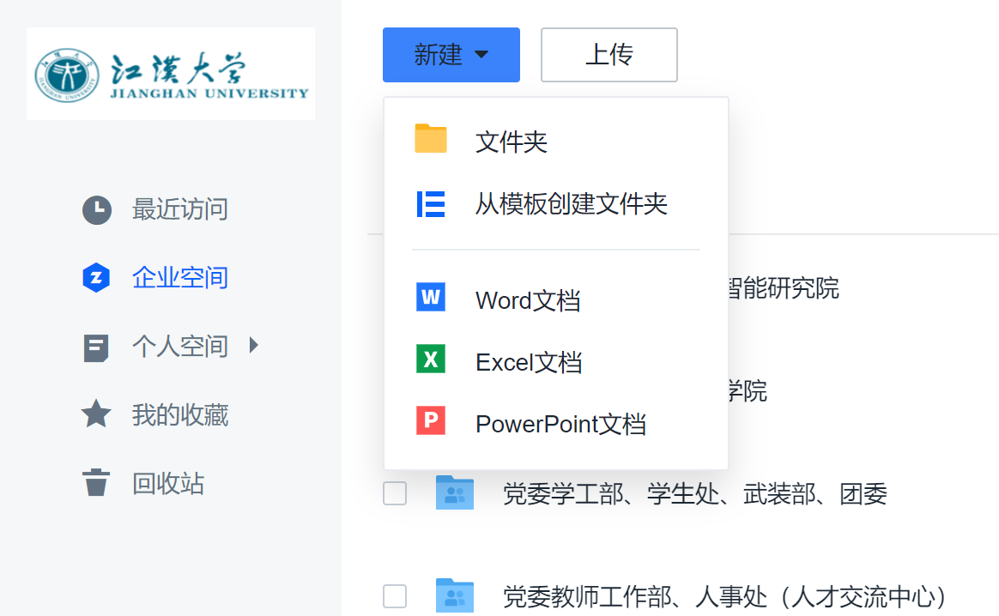 江漢大学
JIANGHAN UNIVERSITY
最近访问
企业空间
个人空间
我的收藏
回收站
新建
上传
文件夹
从模板创建文件夹
Word文档
Excel文档
PowerPoint文档
智能研究院
学院
党委学工部、学生处、武装部、团委
党委教师工作部、人事处（人才交流中心）